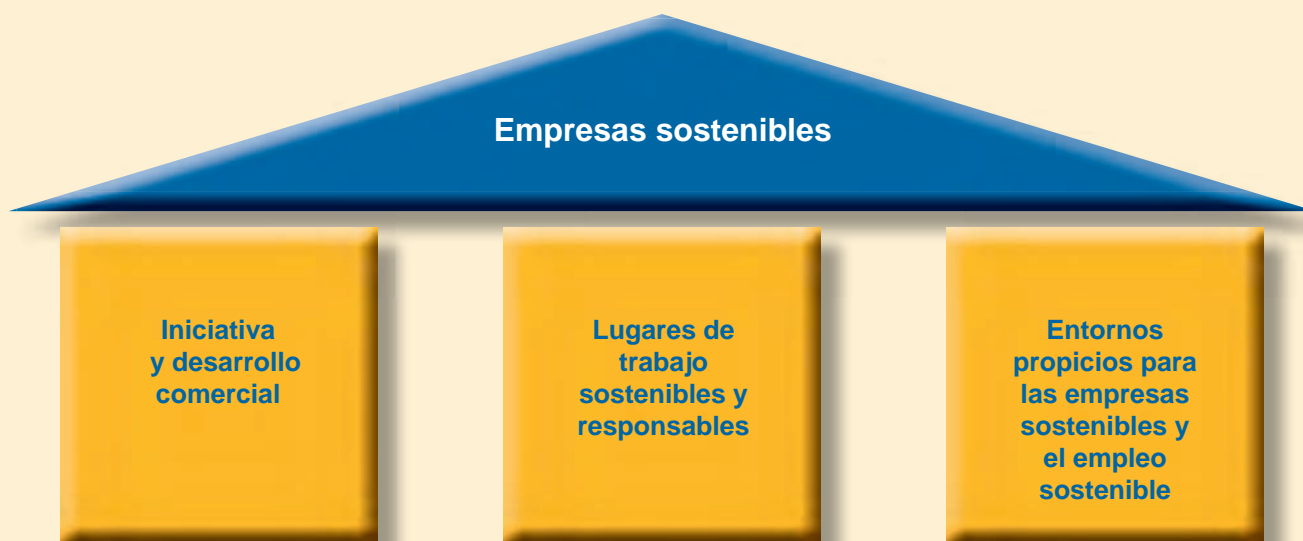 Empresas sostenibles
Iniciativa
y desarrollo
comercial
Lugares de
trabajo
sostenibles y
responsables
Entornos
propicios para
las empresas
sostenibles y
el empleo
sostenible